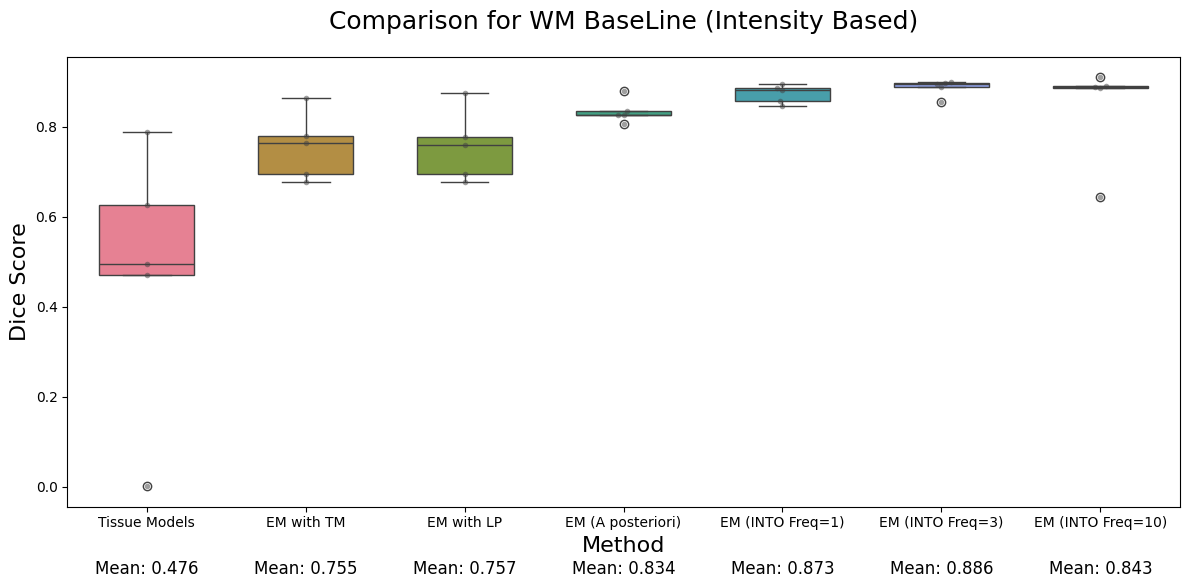 Comparison for WM BaseLine (Intensity Based)
Dice Score
0.8
0.6
0.4
0.2
0.0
Tissue Models EM with TM EM with LP EM (A posteriori) EM (INTO Freq=1) EM (INTO Freq=3) EM (INTO Freq=10)
Method
Mean: 0.476 Mean: 0.755 Mean: 0.757 Mean: 0.834 Mean: 0.873 Mean: 0.886 Mean: 0.843